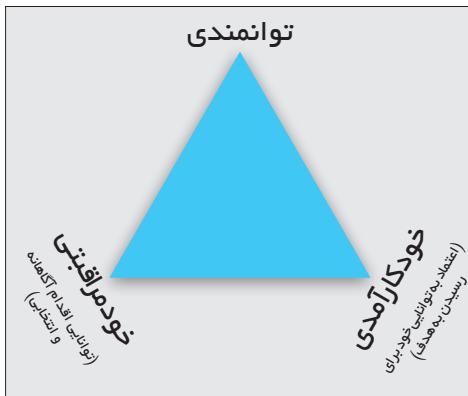 توانمندی
خودکارآمدی
(اعتماد به توانایی خود برای
رسیدن به هدف)
خودمراقبتی
(توانایی اقدام آگاهانه
و انتخابی)